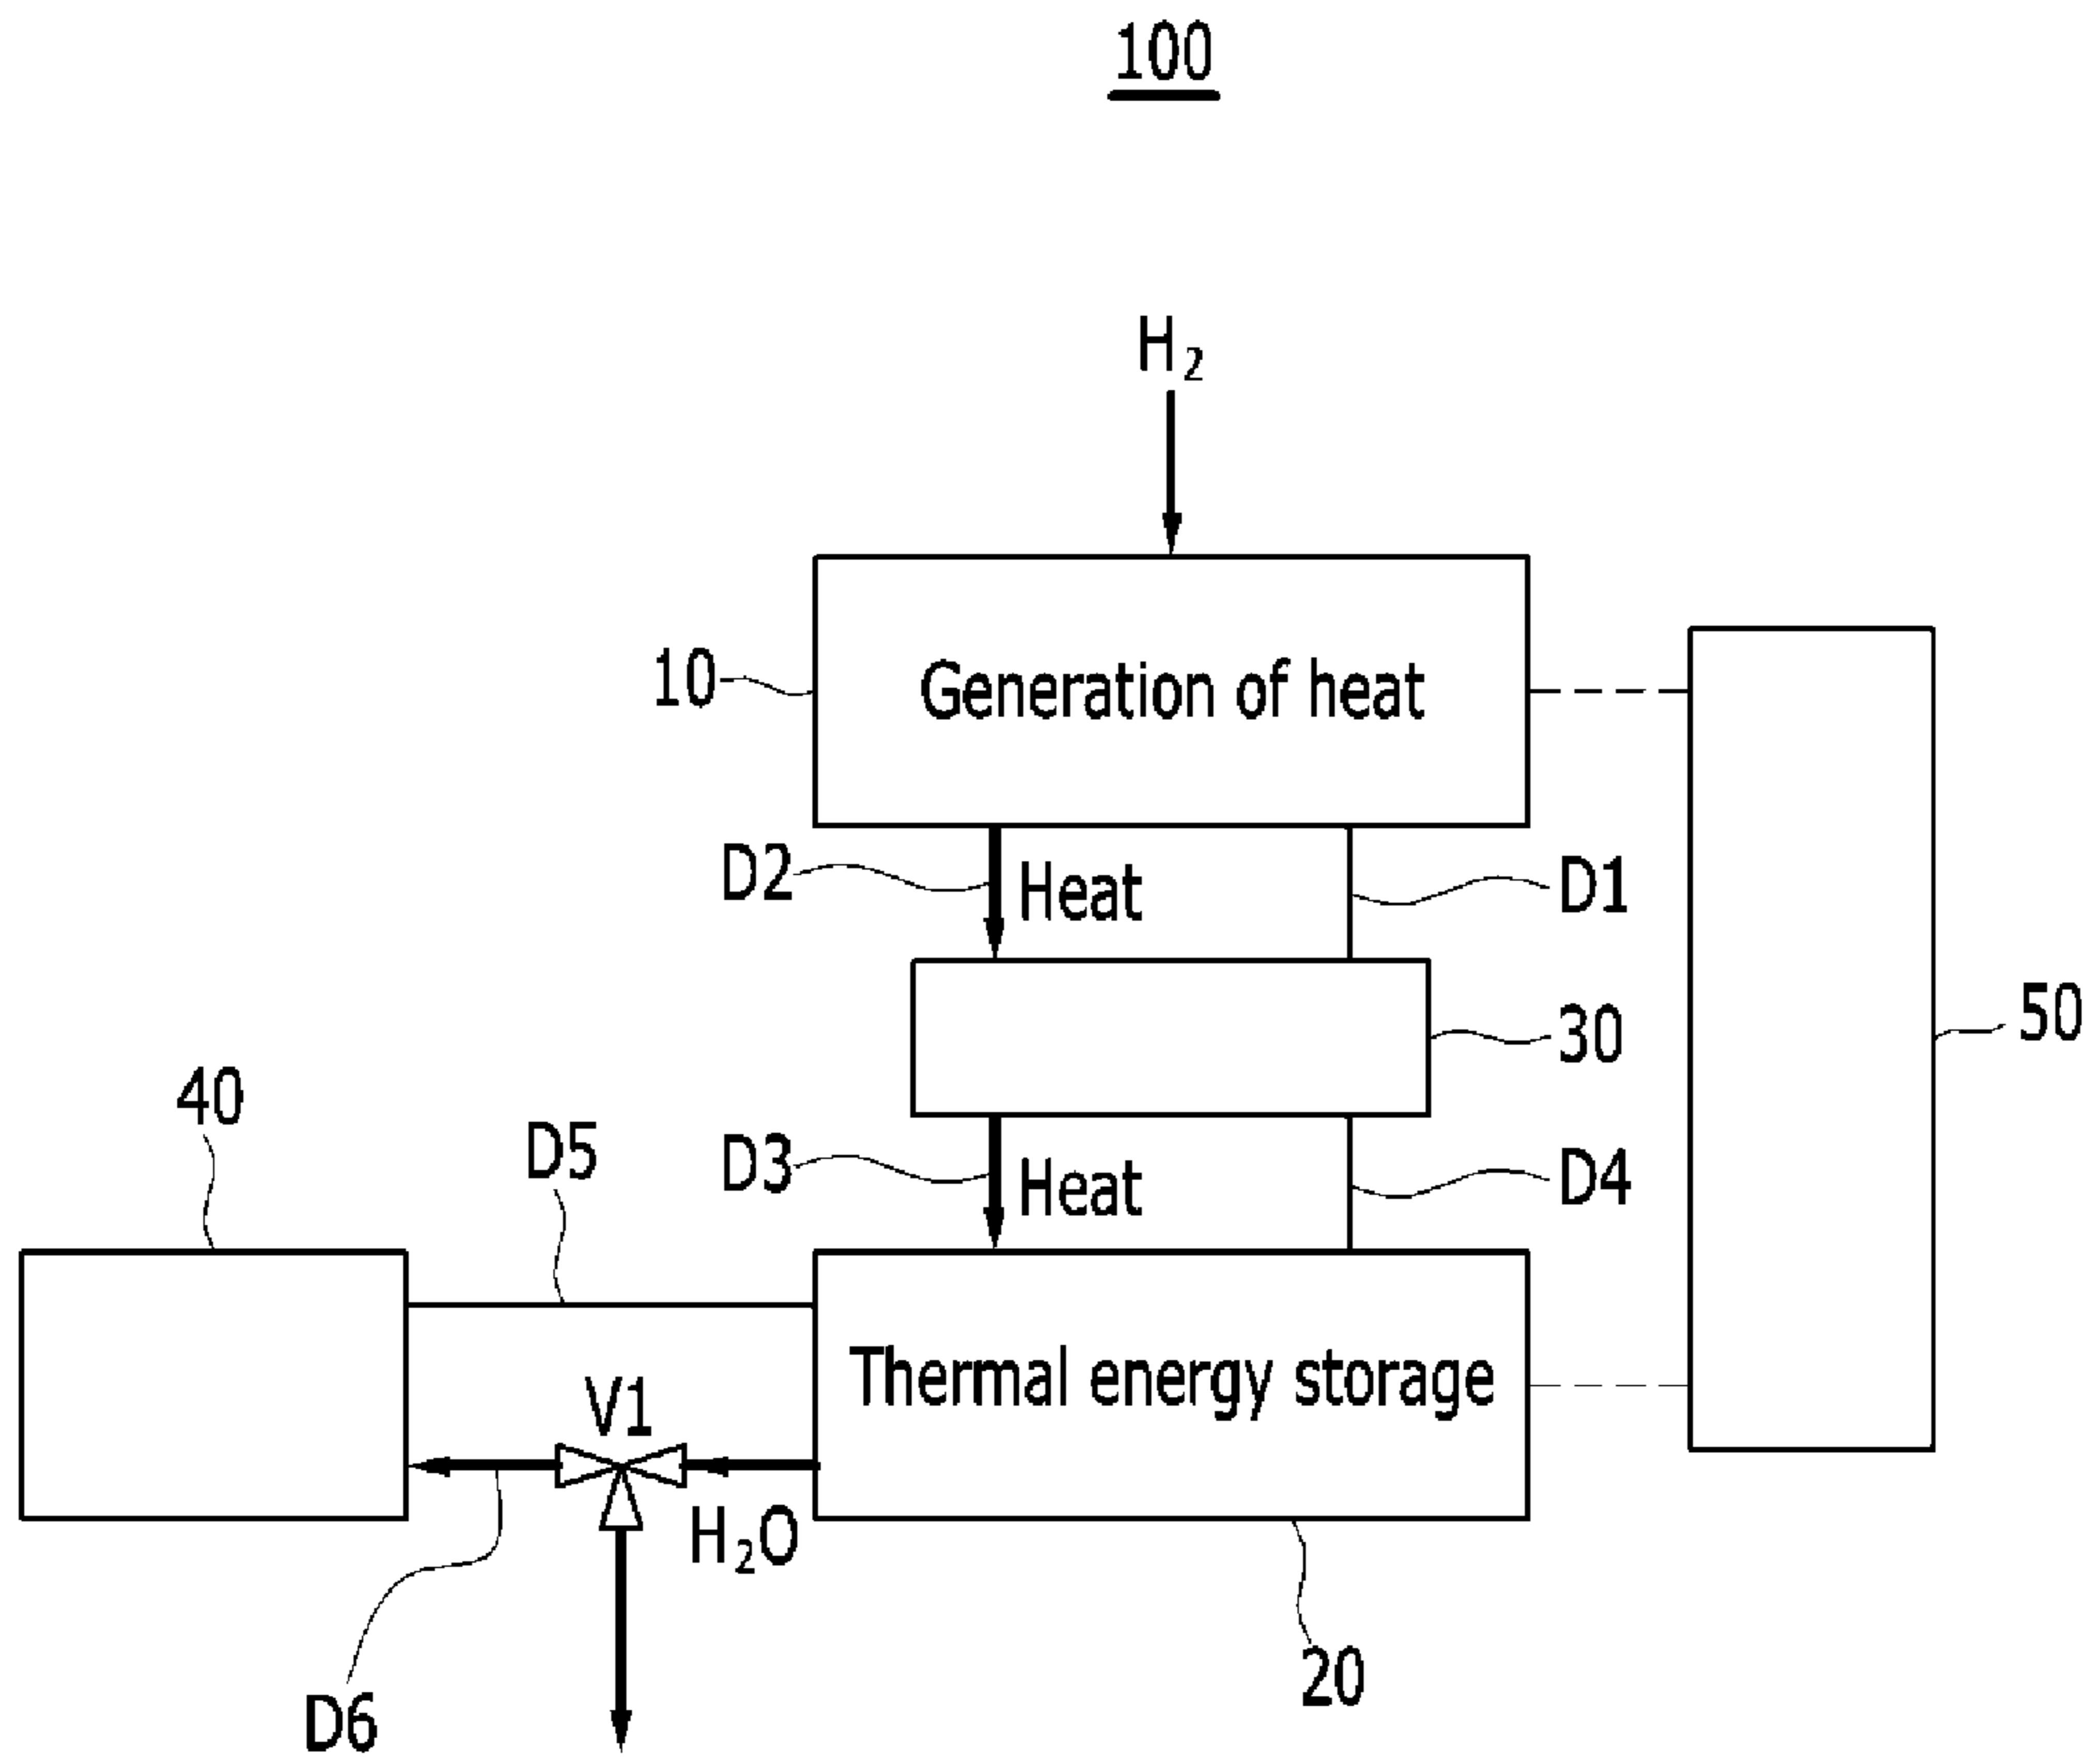 100
H₂
10
Generation of heat
D2
Heat
D1
30
50
40
D5
D3
Heat
D4
V1
Thermal energy storage
H₂O
20
D6